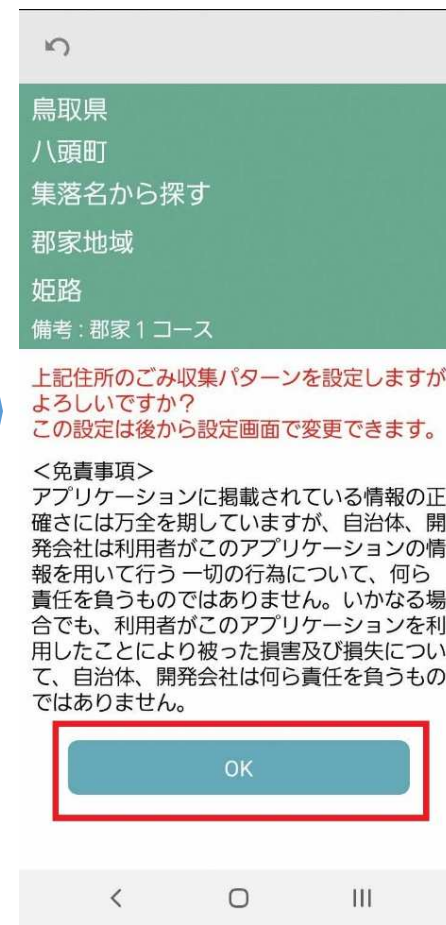 鳥取県
八頭町
集落名から探す
郡家地域
姫路
備考:郡家1コース
上記住所のごみ収集パターンを設定しますが
よろしいですか?
この設定は後から設定画面で変更できます。
<免責事項>
アプリケーションに掲載されている情報の正
確さには万全を期していますが、自治体、開
発会社は利用者がこのアプリケーションの情
報を用いて行う一切の行為について、何ら
責任を負うものではありません。いかなる場
合でも、利用者がこのアプリケーションを利
用したことにより被った損害及び損失につい
て、自治体、開発会社は何ら責任を負うもの
ではありません。
OK